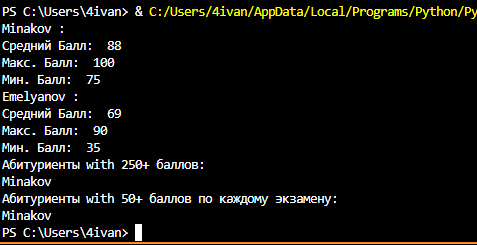 PS C:\Users\4ivan> & C:/Users/4ivan/AppData/Local/Programs/Python/Py
Minakov :
Средний Балл:  88
Макс. Балл:  100
Мин. Балл:  75
Emelyanov :
Средний Балл:  69
Макс. Балл:  90
Мин. Балл:  35
Абитуриенты with 250+ баллов:
Minakov
Абитуриенты with 50+ баллов по каждому экзамену:
Minakov
PS C:\Users\4ivan>